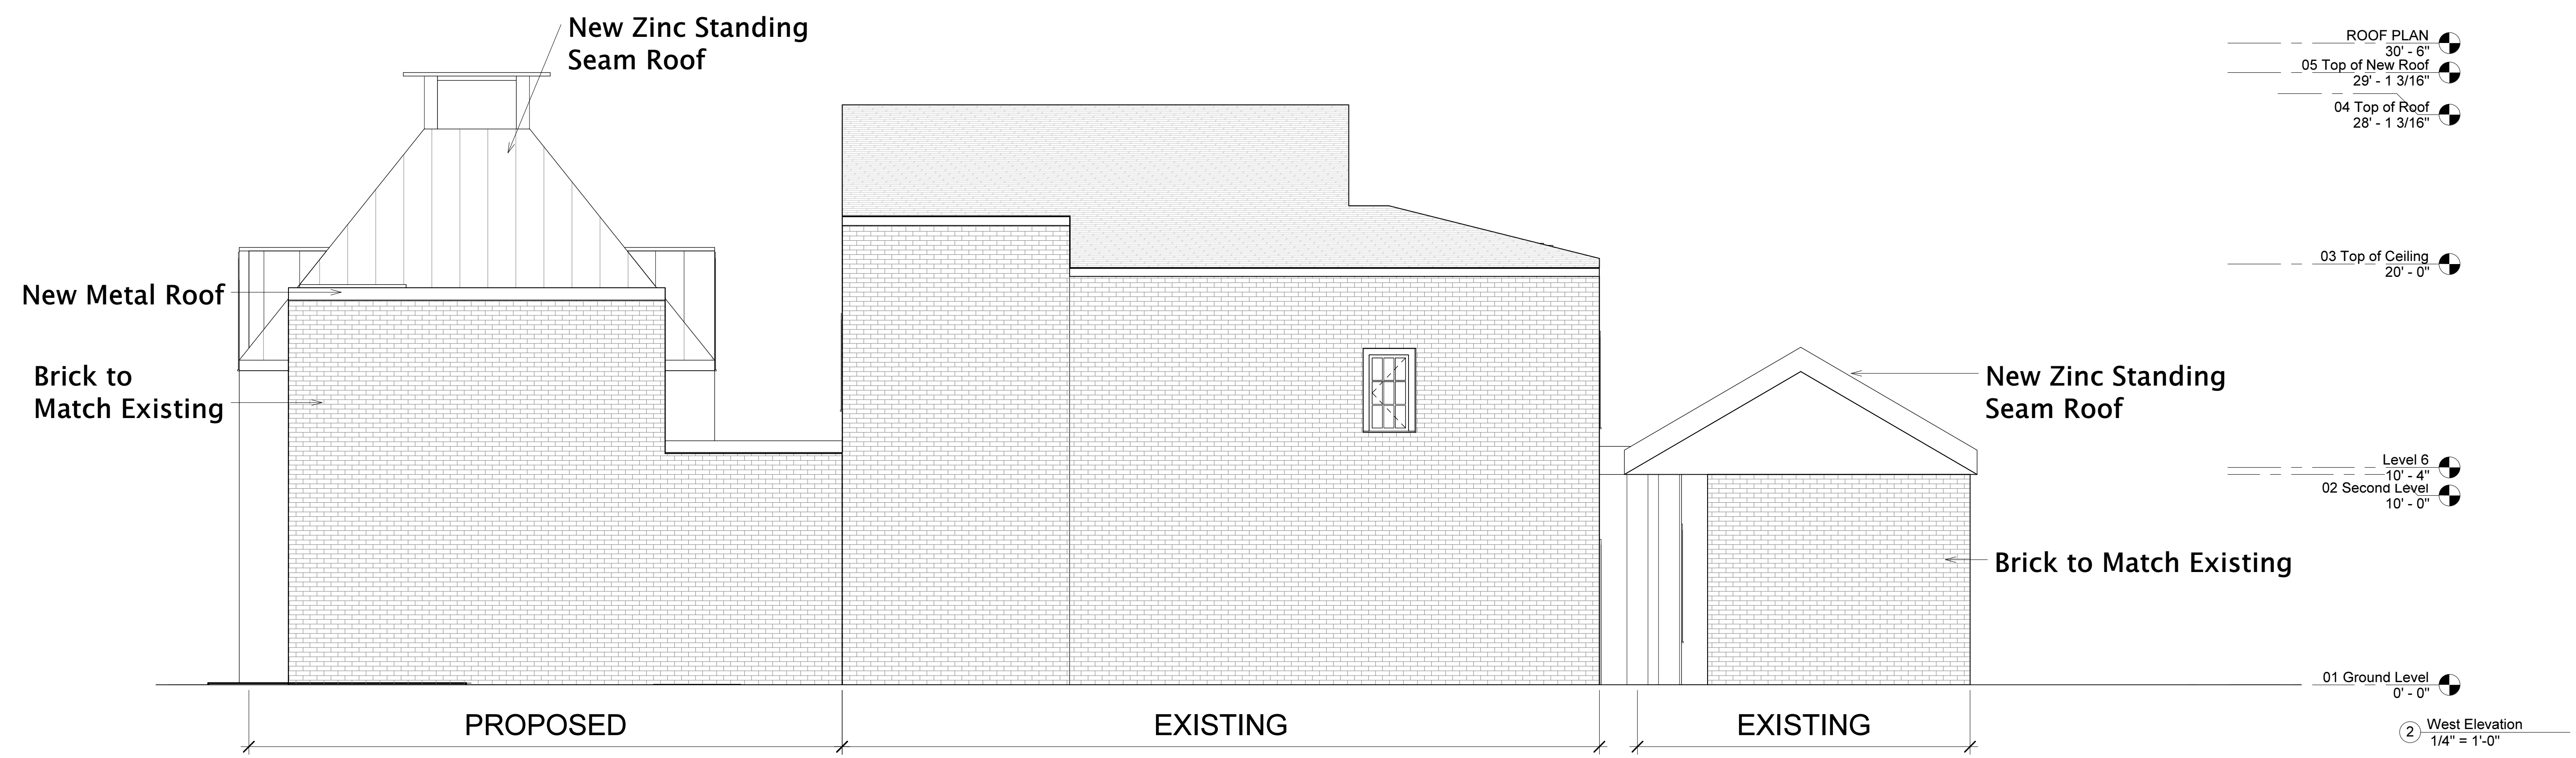 New Zinc Standing
Seam Roof
New Metal Roof
Brick to
Match Existing
New Zinc Standing
Seam Roof
Brick to Match Existing
ROOF PLAN
30' - 6"
05 Top of New Roof
29' - 1 3/16"
04 Top of Roof
28' - 1 3/16"
03 Top of Ceiling
20' - 0"
Level 6
10' - 4"
02 Second Level
10' - 0"
01 Ground Level
0' - 0"
PROPOSED
EXISTING
EXISTING
2
West Elevation
1/4" = 1'-0"